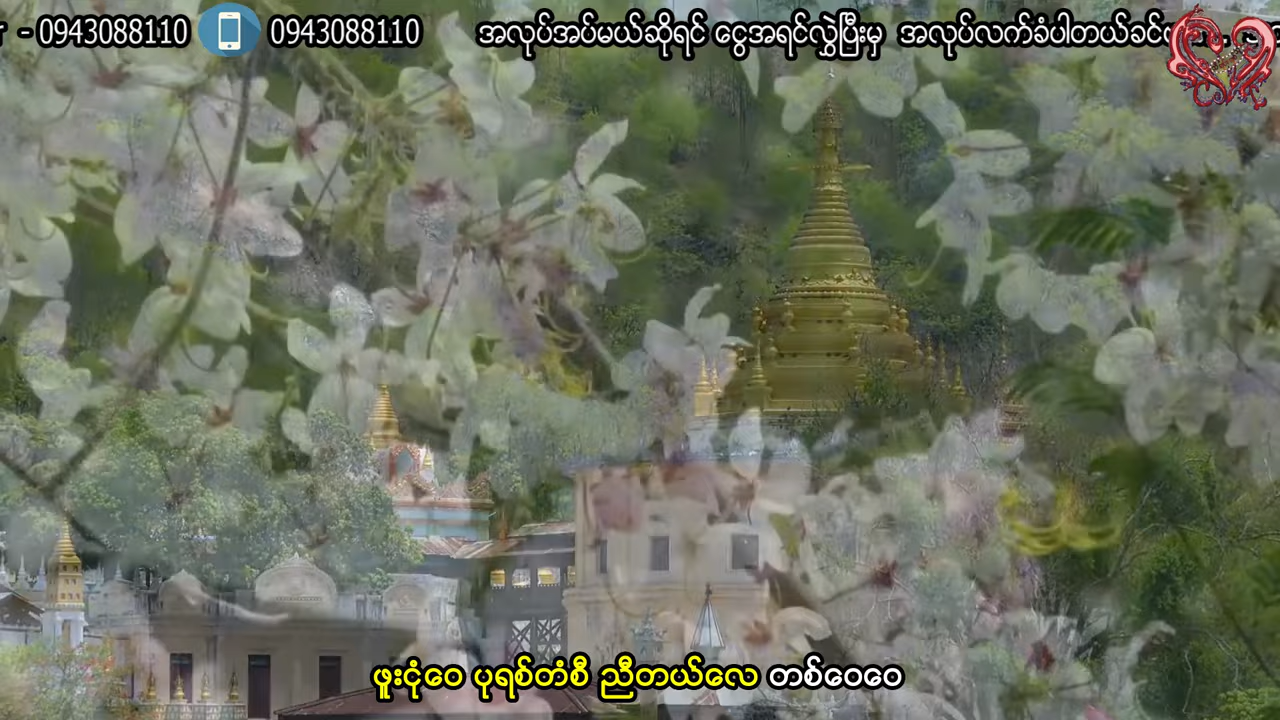 - 0943088110 0943088110 အလုပ်အပ်မယ်ဆိုရင် ငွေအရင်လွှဲပြီးမှ အလုပ်လက်ခံပါတယ်ခင်
ဖူးငုံဝေ ပုရစ်တံစီ ညီတယ်လေ တစ်ဝေဝေ